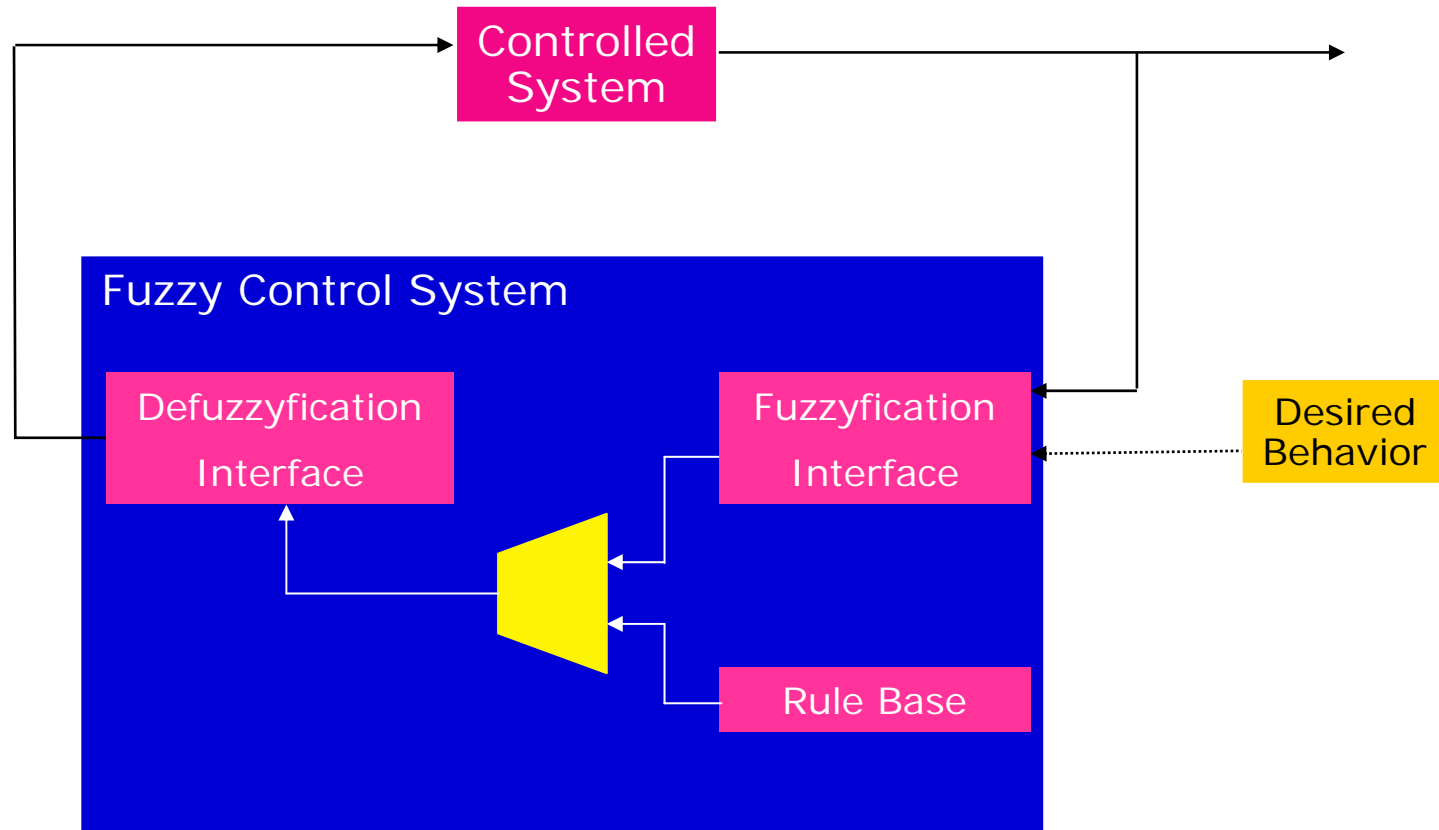 Controlled
System
Fuzzy Control System
Defuzzyfication
Interface
Fuzzyfication
Interface
Desired
Behavior
Rule Base